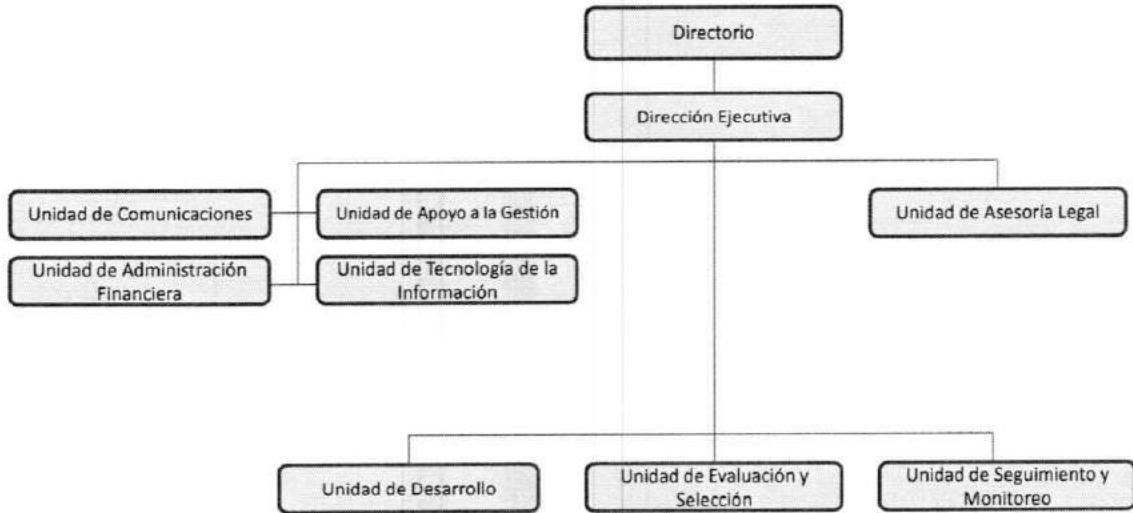 Directorio
Dirección Ejecutiva
Unidad de Comunicaciones
Unidad de Apoyo a la Gestión
Unidad de Asesoría Legal
Unidad de Administración
Financiera
Unidad de Tecnología de la
Información
Unidad de Desarrollo
Unidad de Evaluación y
Selección
Unidad de Seguimiento y
Monitoreo